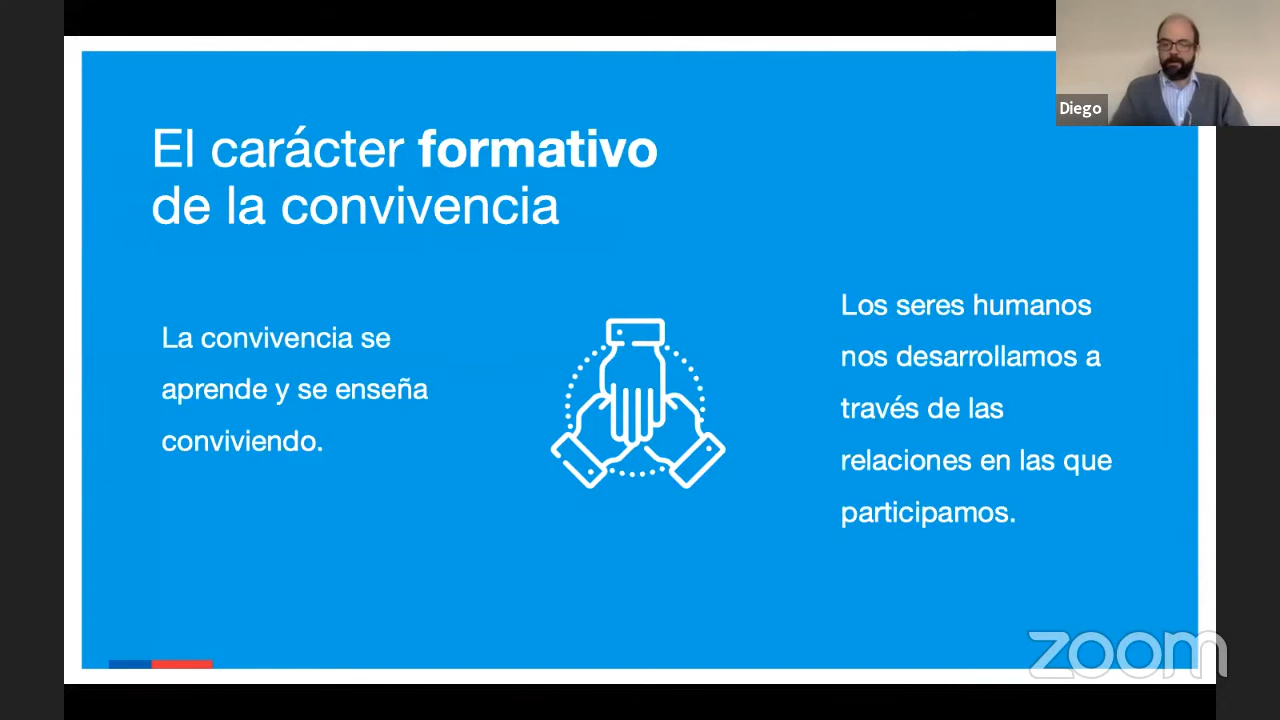 Diego
El carácter formativo
de la convivencia
La convivencia se
aprende y se enseña
conviviendo.
Los seres humanos
nos desarrollamos a
través de las
relaciones en las que
participamos.
zoom